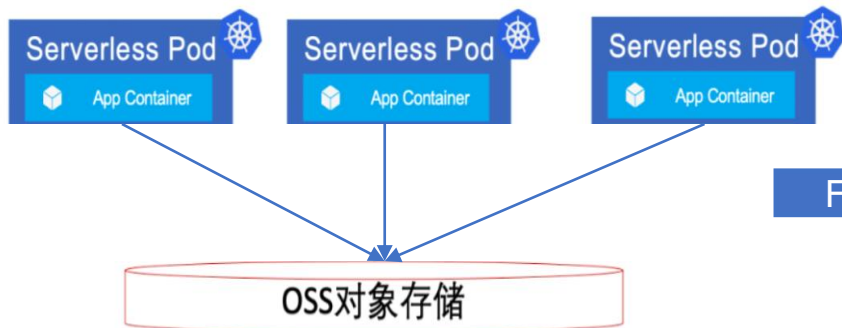 Serverless Pod
App Container
Serverless Pod
App Container
Serverless Pod
App Container
F
OSS对象存储